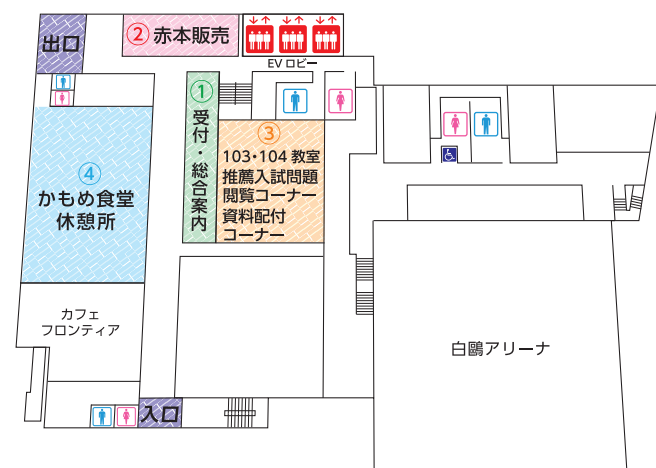 出口
② 赤本販売
EV ロビー
①
受付・総合案内
③
103・104 教室
推薦入試問題
閲覧コーナー
資料配付
コーナー
④
かもめ食堂
休憩所
カフェ
フロンティア
白鷗アリーナ
入口